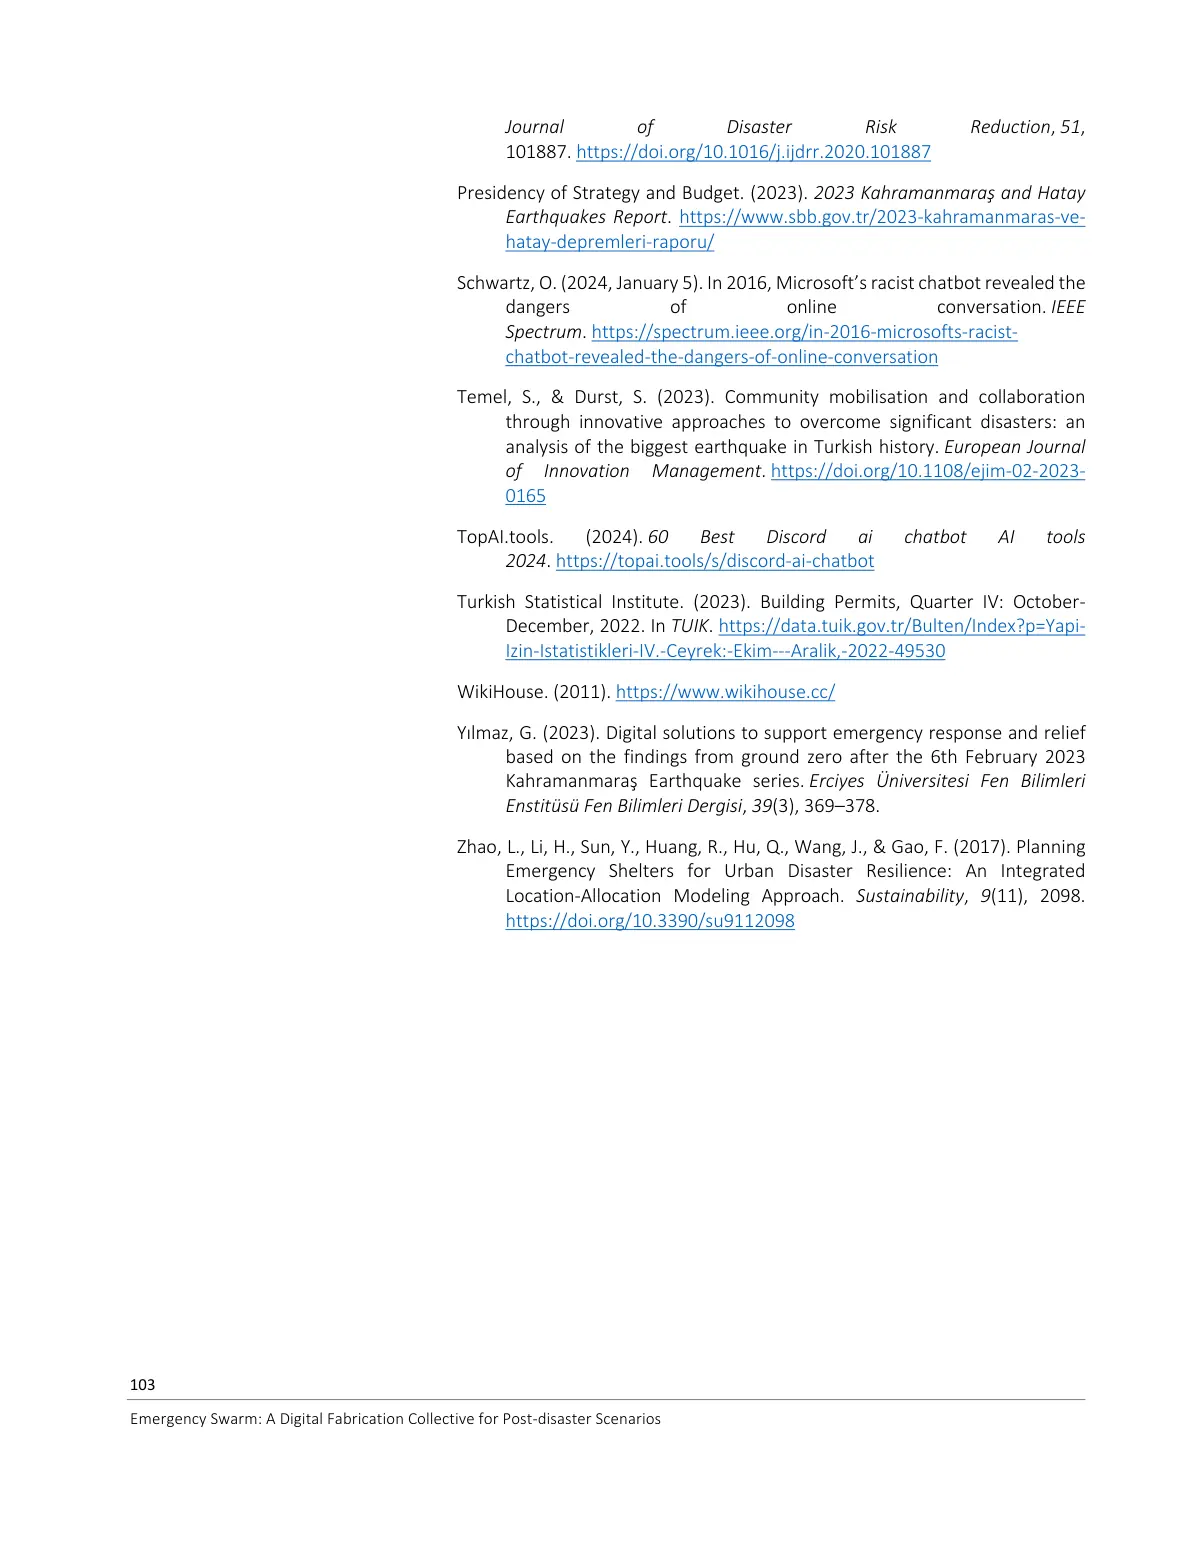 Journal of Disaster Risk Reduction, 51,
101887. https://doi.org/10.1016/j.ijdrr.2020.101887
Presidency of Strategy and Budget. (2023). 2023 Kahramanmaraş and Hatay
Earthquakes Report. https://www.sbb.gov.tr/2023-kahramanmaras-ve-
hatay-depremleri-raporu/
Schwartz, O. (2024, January 5). In 2016, Microsoft’s racist chatbot revealed the
dangers of online conversation. IEEE
Spectrum. https://spectrum.ieee.org/in-2016-microsofts-racist-
chatbot-revealed-the-dangers-of-online-conversation
Temel, S., & Durst, S. (2023). Community mobilisation and collaboration
through innovative approaches to overcome significant disasters: an
analysis of the biggest earthquake in Turkish history. European Journal
of Innovation Management. https://doi.org/10.1108/ejim-02-2023-
0165
TopAI.tools. (2024). 60 Best Discord ai chatbot AI tools
2024. https://topai.tools/s/discord-ai-chatbot
Turkish Statistical Institute. (2023). Building Permits, Quarter IV: October-
December, 2022. In TUIK. https://data.tuik.gov.tr/Bulten/Index?p=Yapi-
Izin-Istatistikleri-IV.-Ceyrek:-Ekim---Aralik,-2022-49530
WikiHouse. (2011). https://www.wikihouse.cc/
Yılmaz, G. (2023). Digital solutions to support emergency response and relief
based on the findings from ground zero after the 6th February 2023
Kahramanmaraş Earthquake series. Erciyes Üniversitesi Fen Bilimleri
Enstitüsü Fen Bilimleri Dergisi, 39(3), 369–378.
Zhao, L., Li, H., Sun, Y., Huang, R., Hu, Q., Wang, J., & Gao, F. (2017). Planning
Emergency Shelters for Urban Disaster Resilience: An Integrated
Location-Allocation Modeling Approach. Sustainability, 9(11), 2098.
https://doi.org/10.3390/su9112098
103
Emergency Swarm: A Digital Fabrication Collective for Post-disaster Scenarios